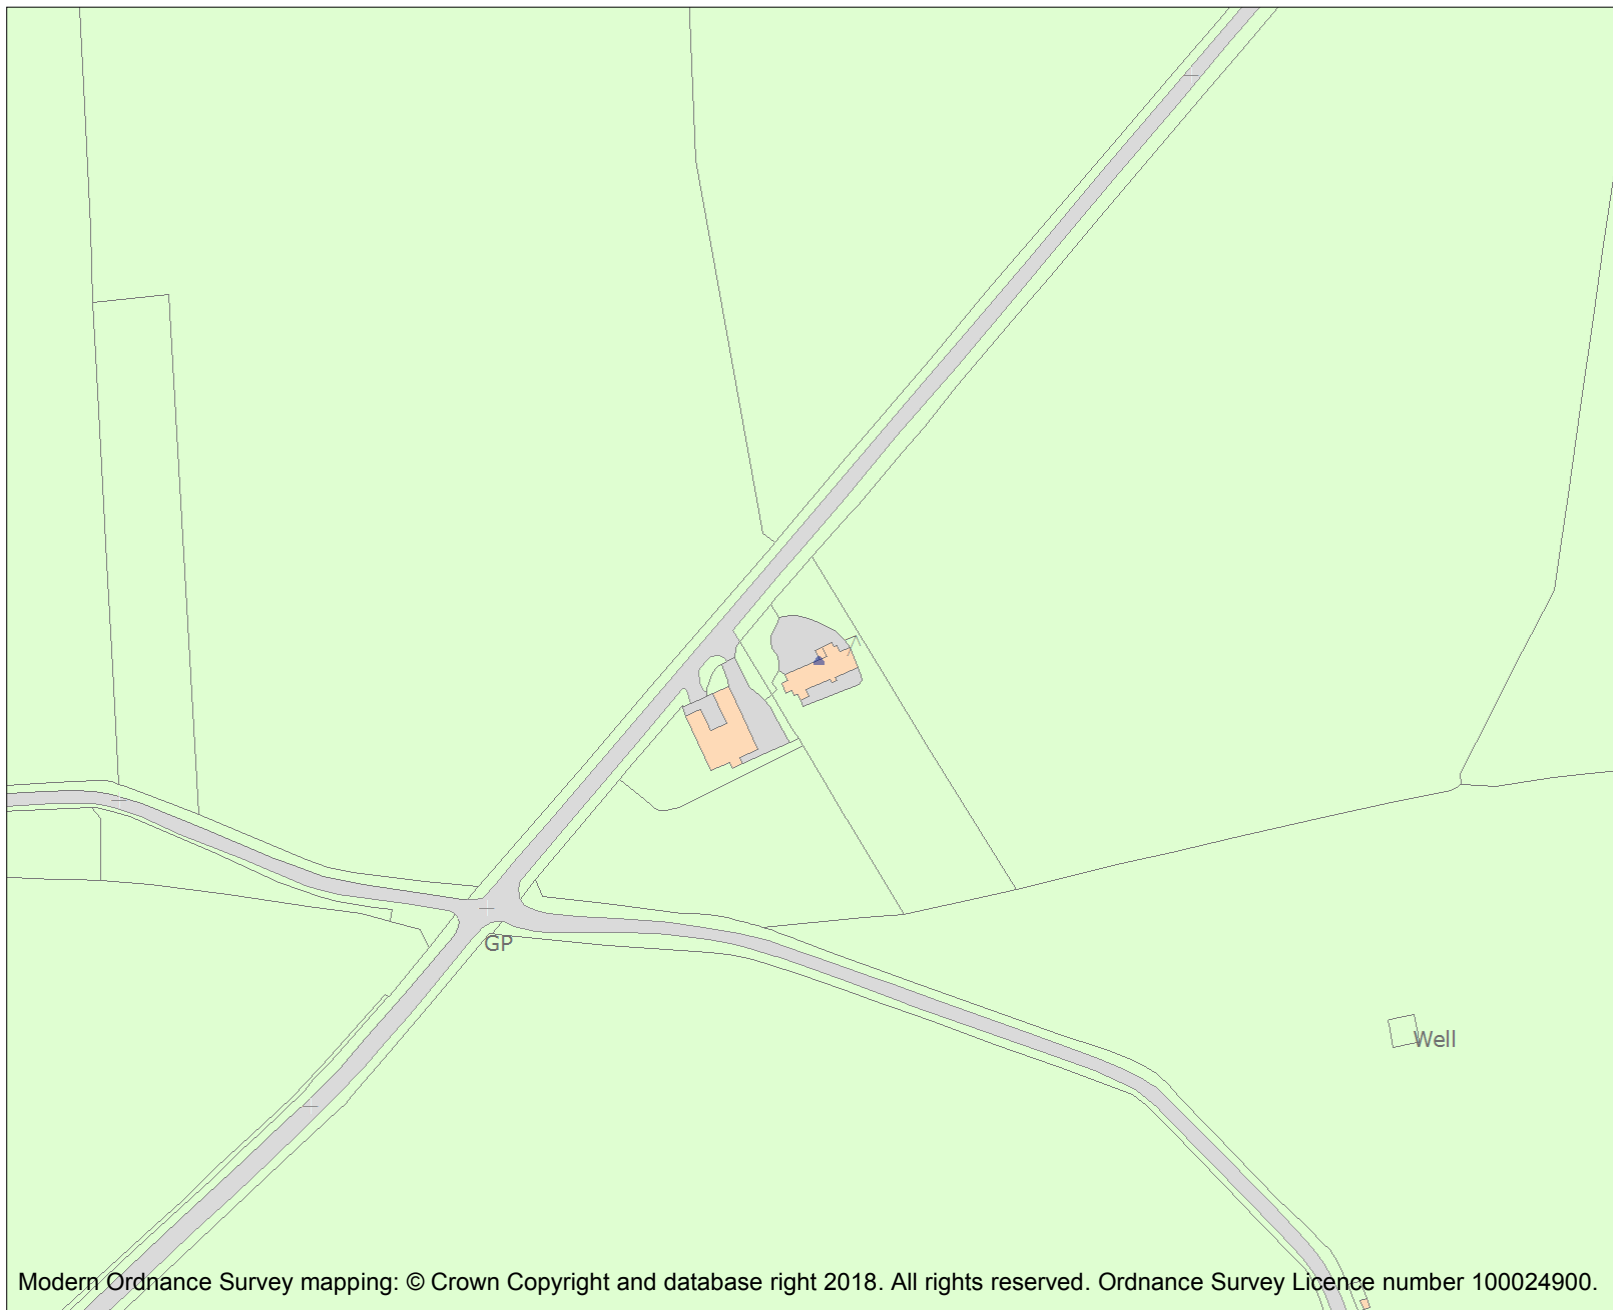 GP
Well
Modern Ordnance Survey mapping: © Crown Copyright and database right 2018. All rights reserved. Ordnance Survey Licence number 100024900.